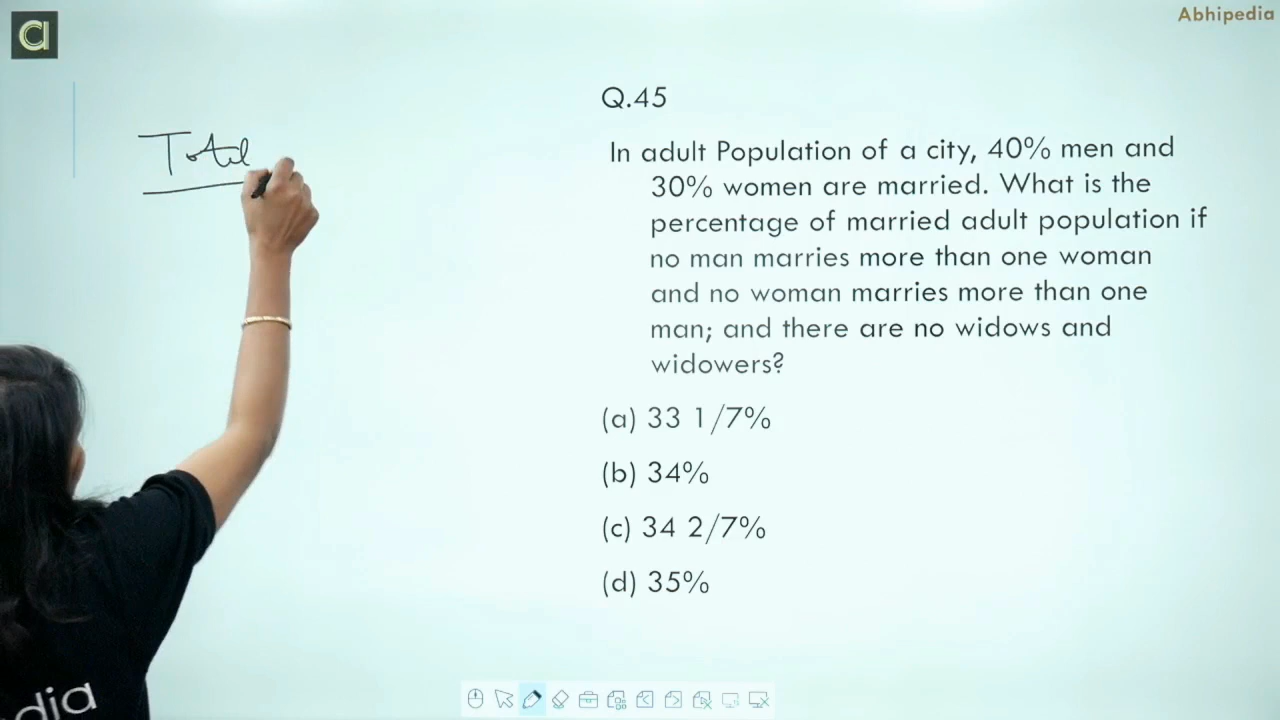 Abhipedia
Total
Q.45
In adult Population of a city, 40% men and
30% women are married. What is the
percentage of married adult population if
no man marries more than one woman
and no woman marries more than one
man; and there are no widows and
widowers?
(a) 33 1/7%
(b) 34%
(c) 34 2/7%
(d) 35%
dia